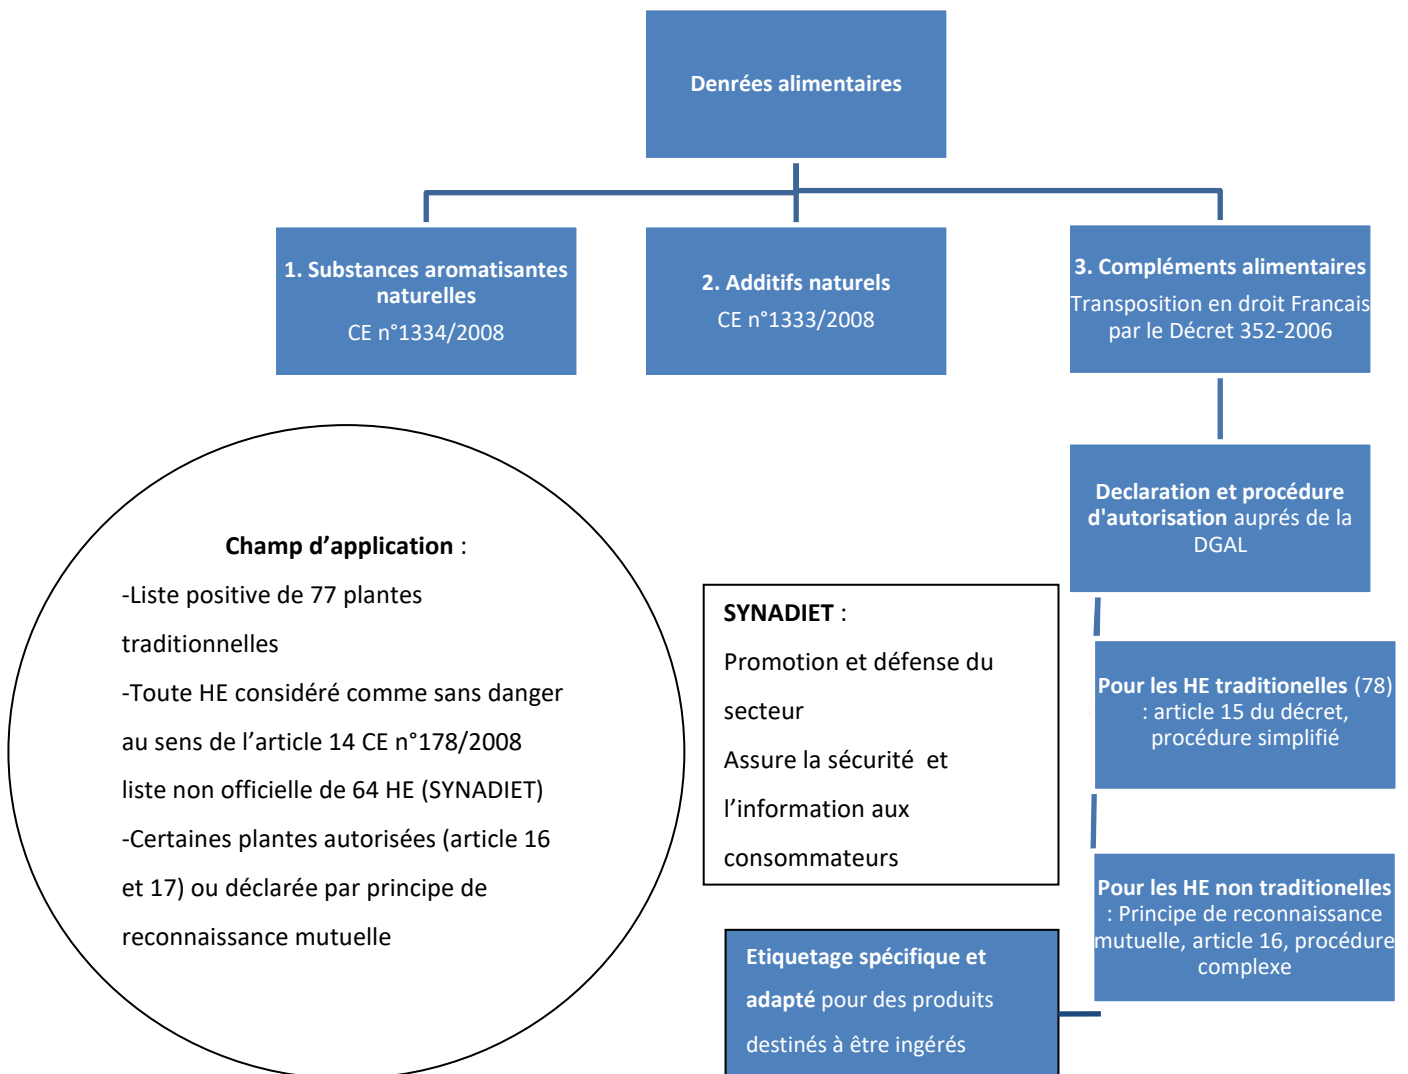 Denrées alimentaires
1. Substances aromatisantes
naturelles
CE n°1334/2008
2. Additifs naturels
CE n°1333/2008
3. Compléments alimentaires
Transposition en droit Francais
par le Décret 352-2006
Declaration et procédure
d'autorisation auprés de la
DGAL
Champ d’application :
-Liste positive de 77 plantes
traditionnelles
-Toute HE considéré comme sans danger
au sens de l’article 14 CE n°178/2008
liste non officielle de 64 HE (SYNADIET)
-Certaines plantes autorisées (article 16
et 17) ou déclarée par principe de
reconnaissance mutuelle
SYNADIET :
Promotion et défense du
secteur
Assure la sécurité et
l’information aux
consommateurs
Pour les HE traditionelles (78)
: article 15 du décret,
procédure simplifié
Pour les HE non traditionelles
: Principe de reconnaissance
mutuelle, article 16, procédure
complexe
Etiquetage spécifique et
adapté pour des produits
destinés à être ingérés